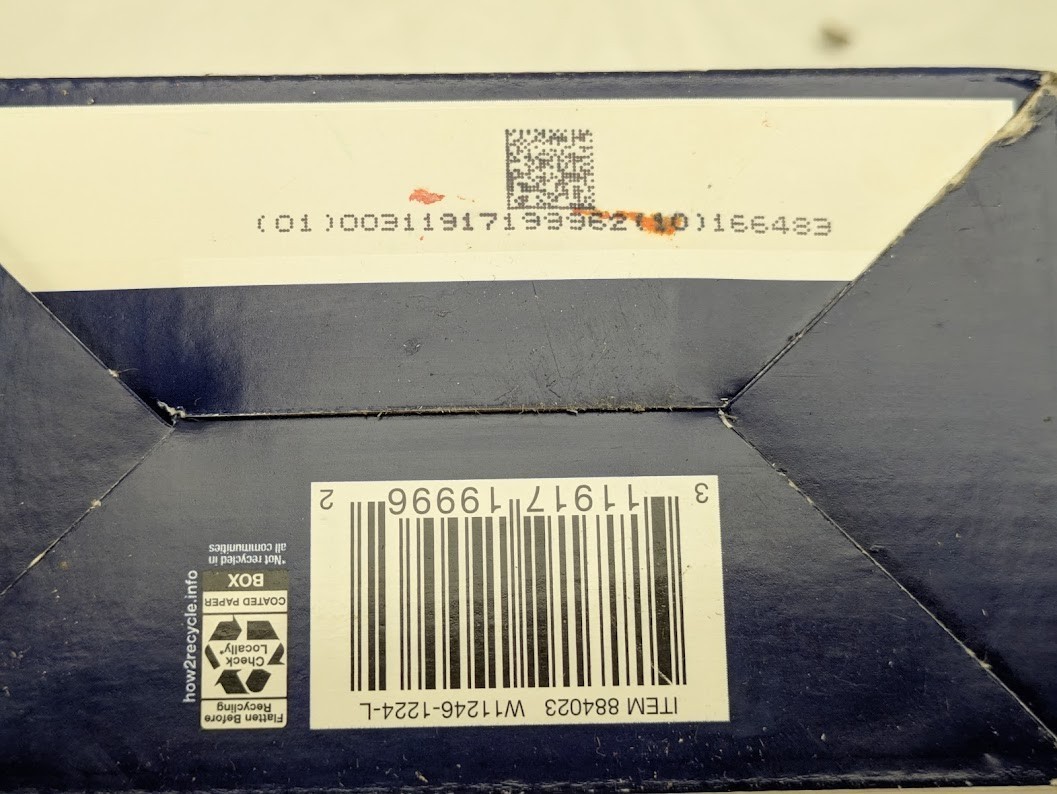 (01)00311917199962(10)166483
ITEM 884023 W11246-1224-L
3 11917 19996 2
Flatten Before
Recycling
Check
Locally*
COATED PAPER
BOX
*Not recycled in
all communities
how2recycle.info